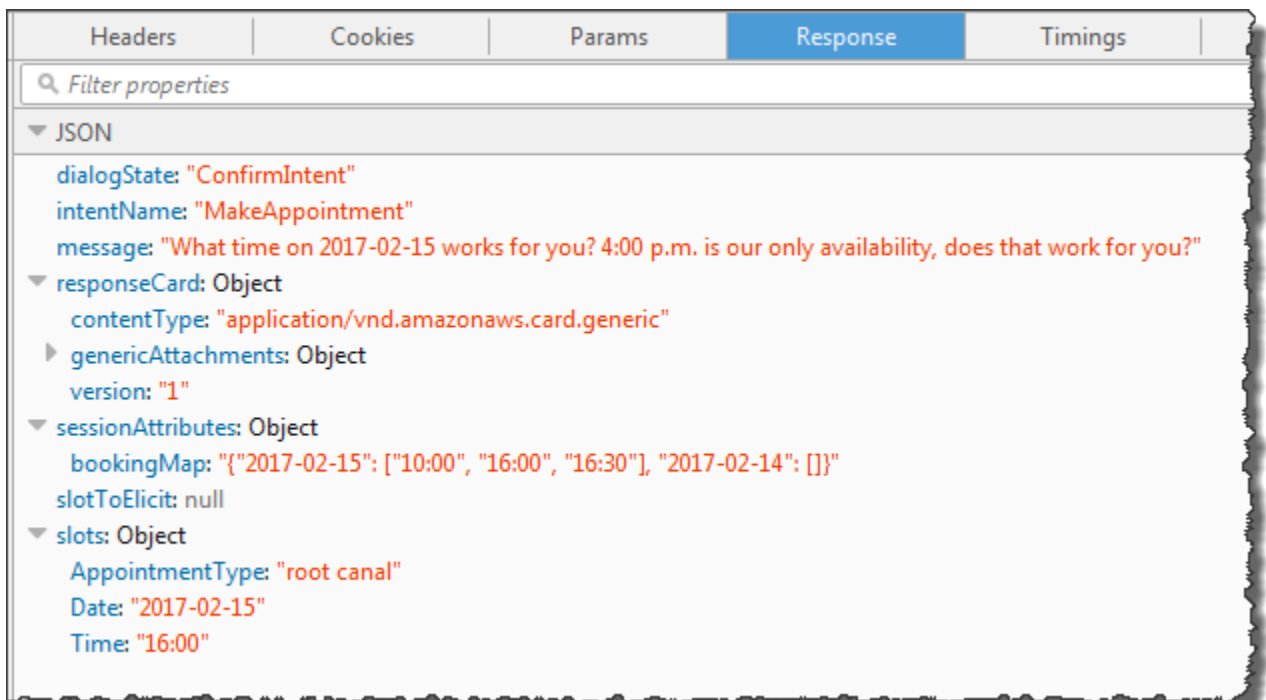 Headers Cookies Params Response Timings
Filter properties
JSON
dialogState: "ConfirmIntent"
intentName: "MakeAppointment"
message: "What time on 2017-02-15 works for you? 4:00 p.m. is our only availability, does that work for you?"
responseCard: Object
contentType: "application/vnd.amazonaws.card.generic"
genericAttachments: Object
version: "1"
sessionAttributes: Object
bookingMap: "{"2017-02-15": ["10:00", "16:00", "16:30"], "2017-02-14": []}"
slotToElicit: null
slots: Object
AppointmentType: "root canal"
Date: "2017-02-15"
Time: "16:00"